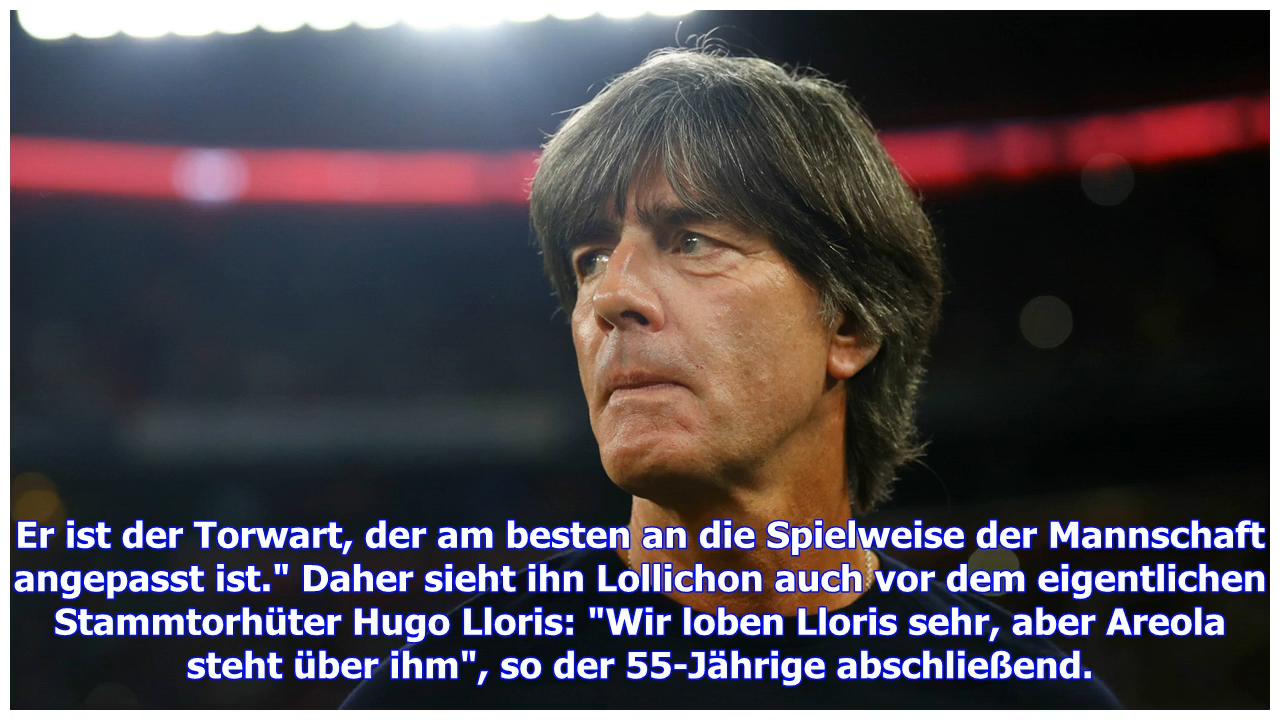 Er ist der Torwart, der am besten an die Spielweise der Mannschaft
angepasst ist." Daher sieht ihn Lollichon auch vor dem eigentlichen
Stammtorhüter Hugo Lloris: "Wir loben Lloris sehr, aber Areola
steht über ihm", so der 55-Jährige abschließend.